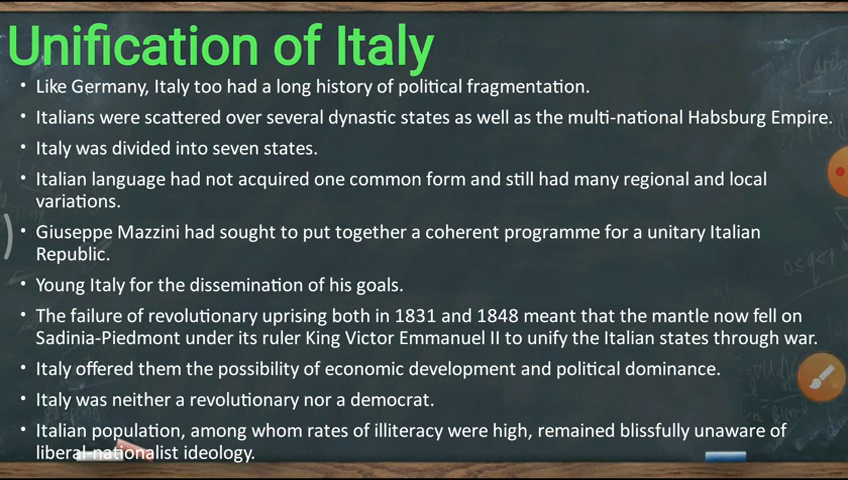 Unification of Italy
• Like Germany, Italy too had a long history of political fragmentation.
• Italians were scattered over several dynastic states as well as the multi-national Habsburg Empire.
• Italy was divided into seven states.
• Italian language had not acquired one common form and still had many regional and local
variations.
• Giuseppe Mazzini had sought to put together a coherent programme for a unitary Italian
Republic.
• Young Italy for the dissemination of his goals.
• The failure of revolutionary uprising both in 1831 and 1848 meant that the mantle now fell on
Sadinia-Piedmont under its ruler King Victor Emmanuel II to unify the Italian states through war.
• Italy offered them the possibility of economic development and political dominance.
• Italy was neither a revolutionary nor a democrat.
• Italian population, among whom rates of illiteracy were high, remained blissfully unaware of
liberal-nationalist ideology.